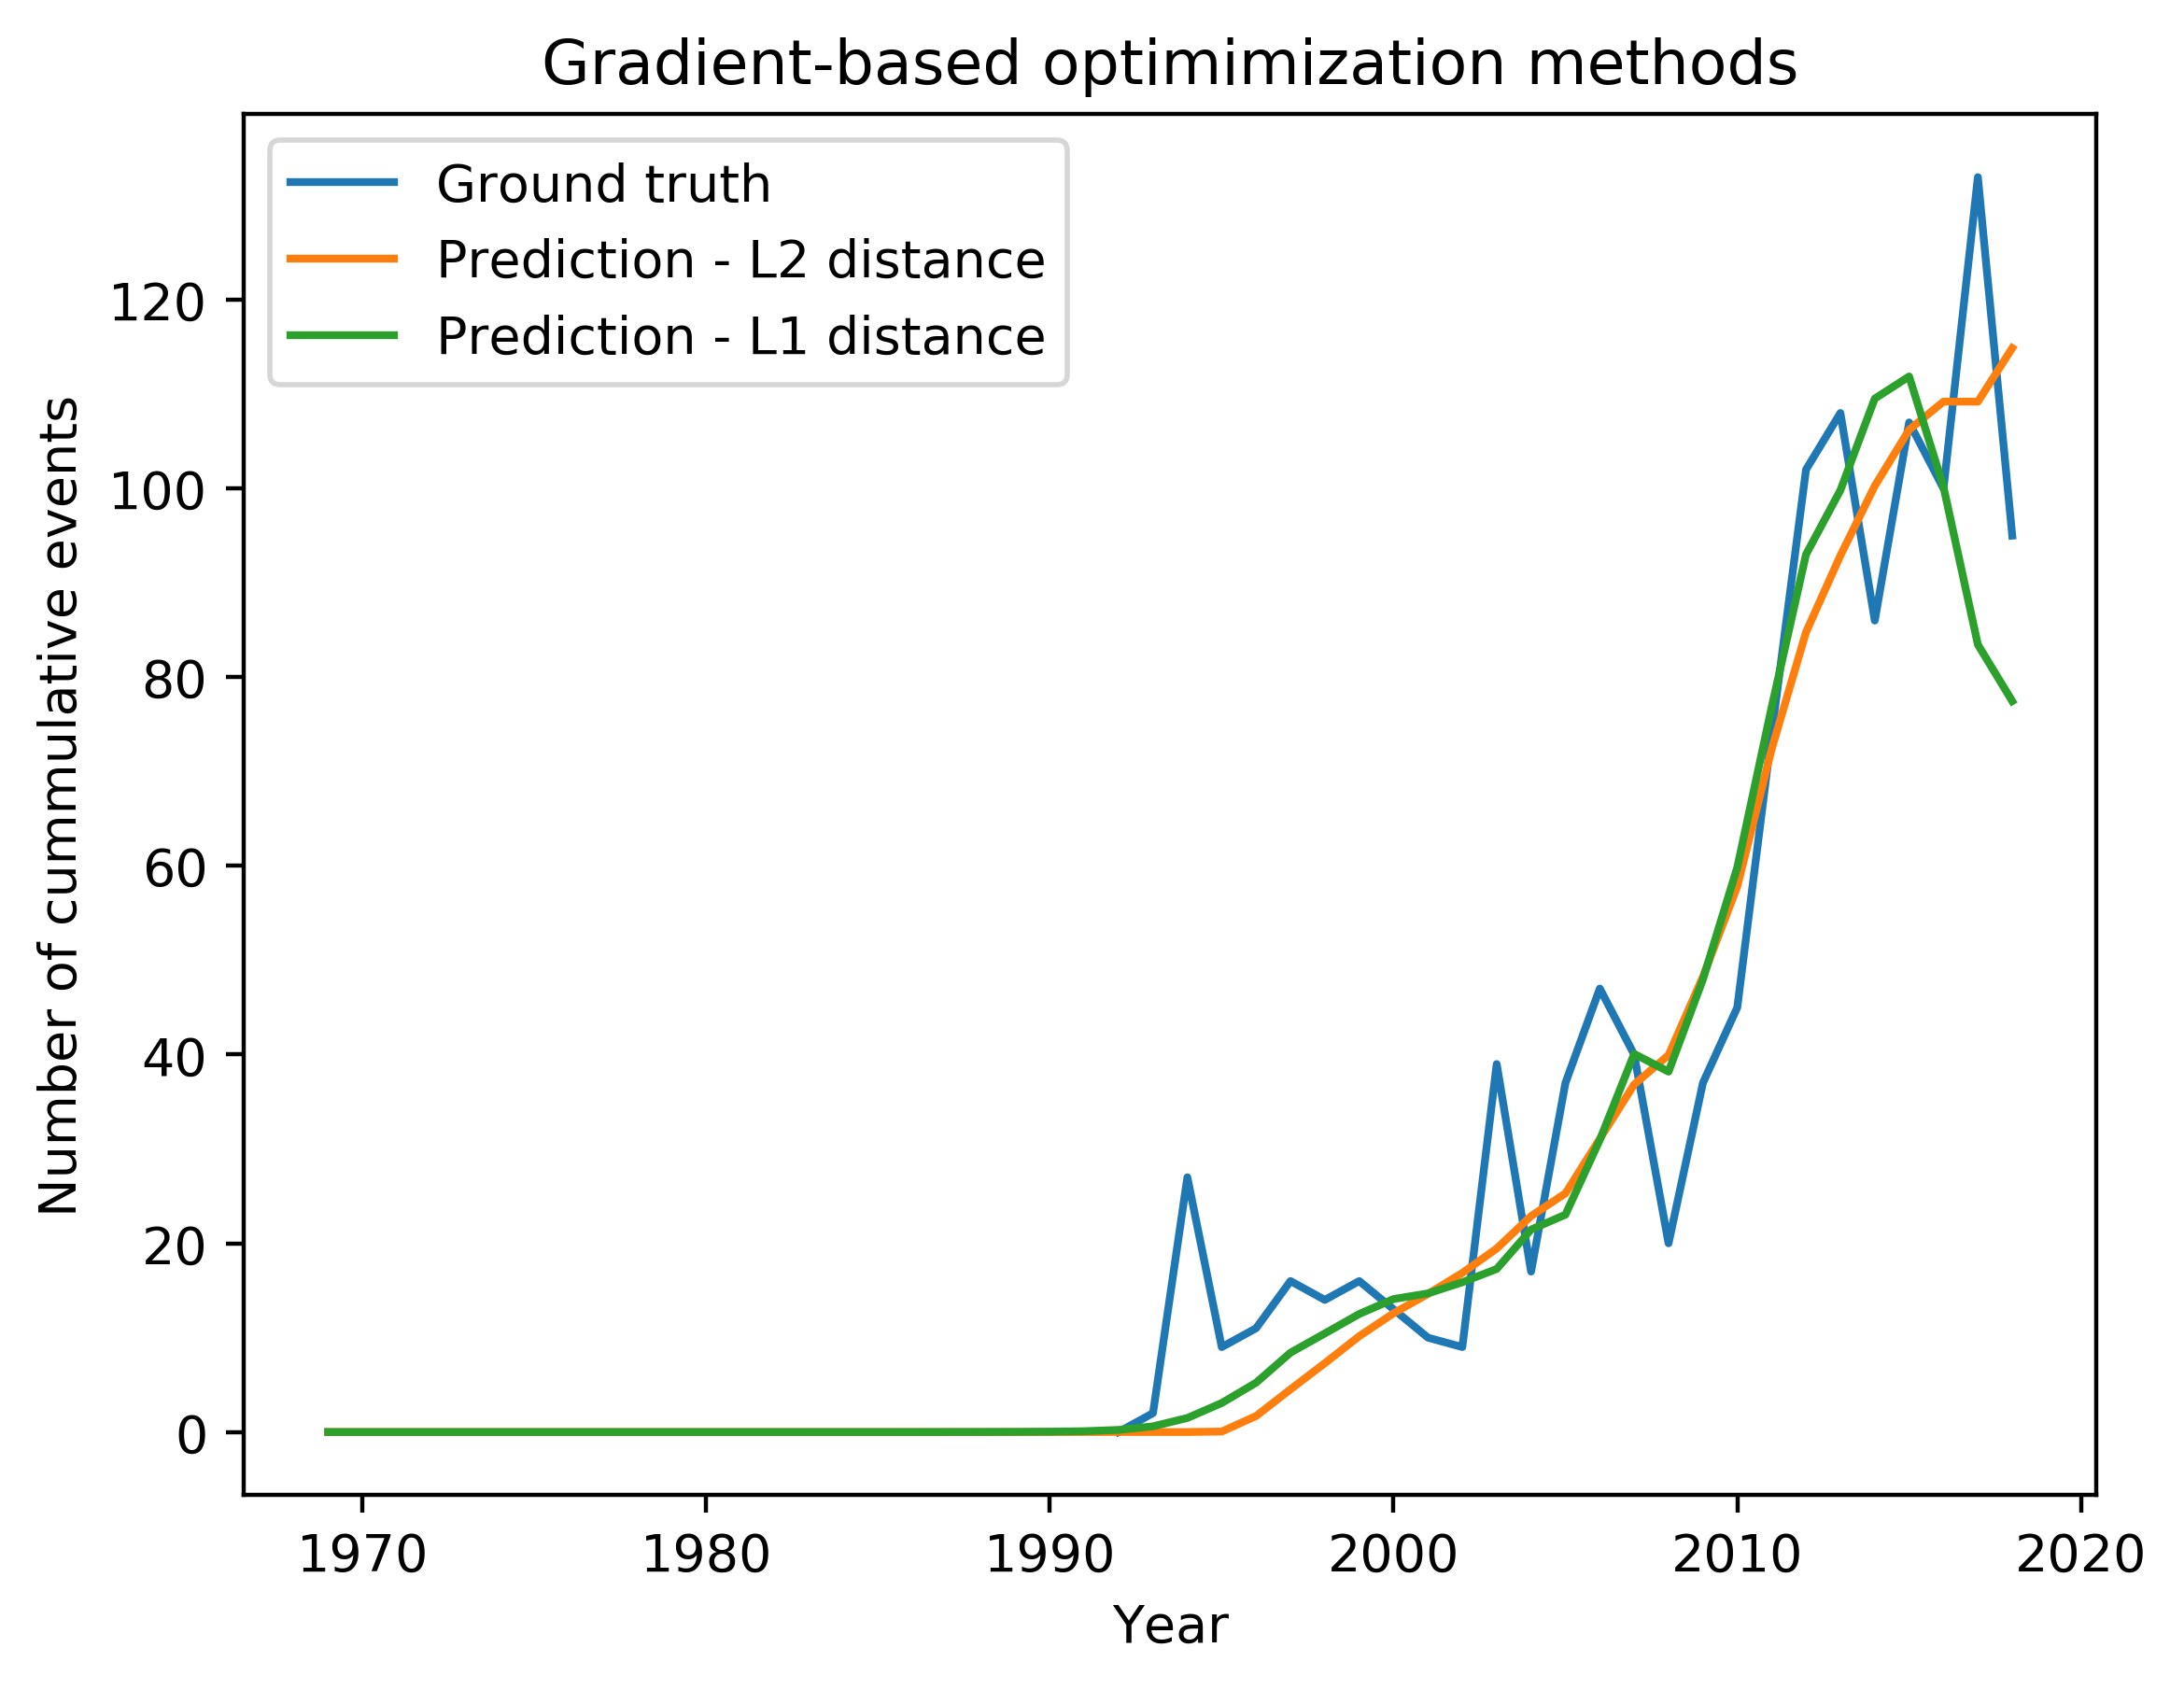 Gradient-based optimimization methods
Ground truth
Prediction - L2 distance
Prediction - L1 distance
Number of cummulative events
120
100
80
60
40
20
0
1970 1980 1990 2000 2010 2020
Year